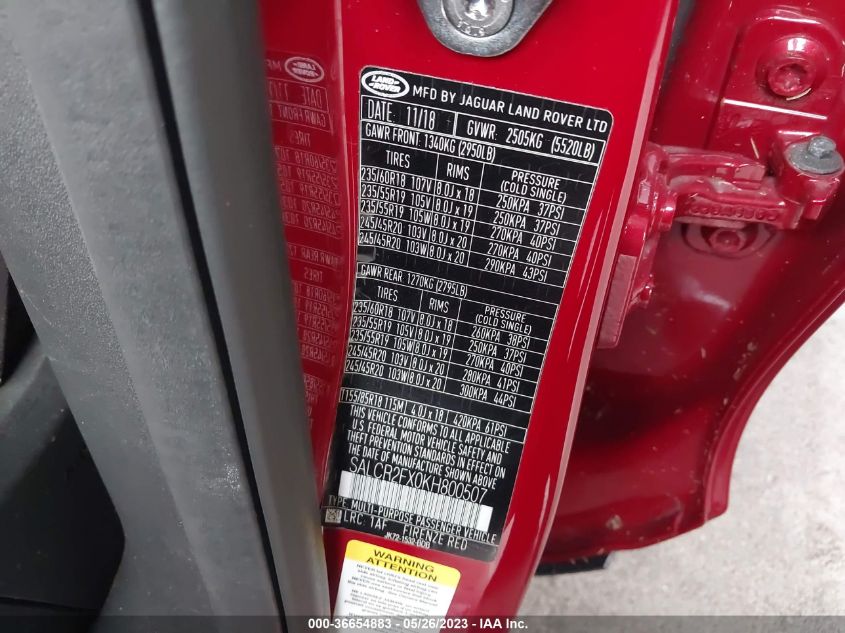 LAND ROVER
MFD BY JAGUAR LAND ROVER LTD
DATE: 11/18 GVWR: 2505KG (5520LB)
GAWR FRONT: 1340KG (2950LB)
TIRES RIMS PRESSURE (COLD SINGLE)
235/60R18 107V 8.0J x 18 250KPA 37PSI
235/55R19 105V 8.0J x 19 250KPA 37PSI
235/55R19 105W 8.0J x 19 270KPA 40PSI
245/45R20 103V 8.0J x 20 270KPA 40PSI
245/45R20 103W 8.0J x 20 290KPA 43PSI
GAWR REAR 1270KG (2795LB)
TIRES RIMS PRESSURE (COLD SINGLE)
235/60R18 107V 8.0J x 18 260KPA 38PSI
235/55R19 105V 8.0J x 19 250KPA 37PSI
235/55R19 105W 8.0J x 19 270KPA 40PSI
245/45R20 103V 8.0J x 20 280KPA 41PSI
245/45R20 103W 8.0J x 20 300KPA 44PSI
T155/85R18 115M 4.0J x 18 420KPA 61PSI
THIS VEHICLE CONFORMS TO ALL APPLICABLE
U.S. FEDERAL MOTOR VEHICLE SAFETY AND
THEFT PREVENTION STANDARDS IN EFFECT ON
THE DATE OF MANUFACTURE SHOWN ABOVE
SALCR2FX0KH800507
TYPE: MULTI-PURPOSE PASSENGER VEHICLE
LRC: 1AF FIRENZE RED
WARNING
ATTENTION
000-36654883 - 05/26/2023 - IAA Inc.